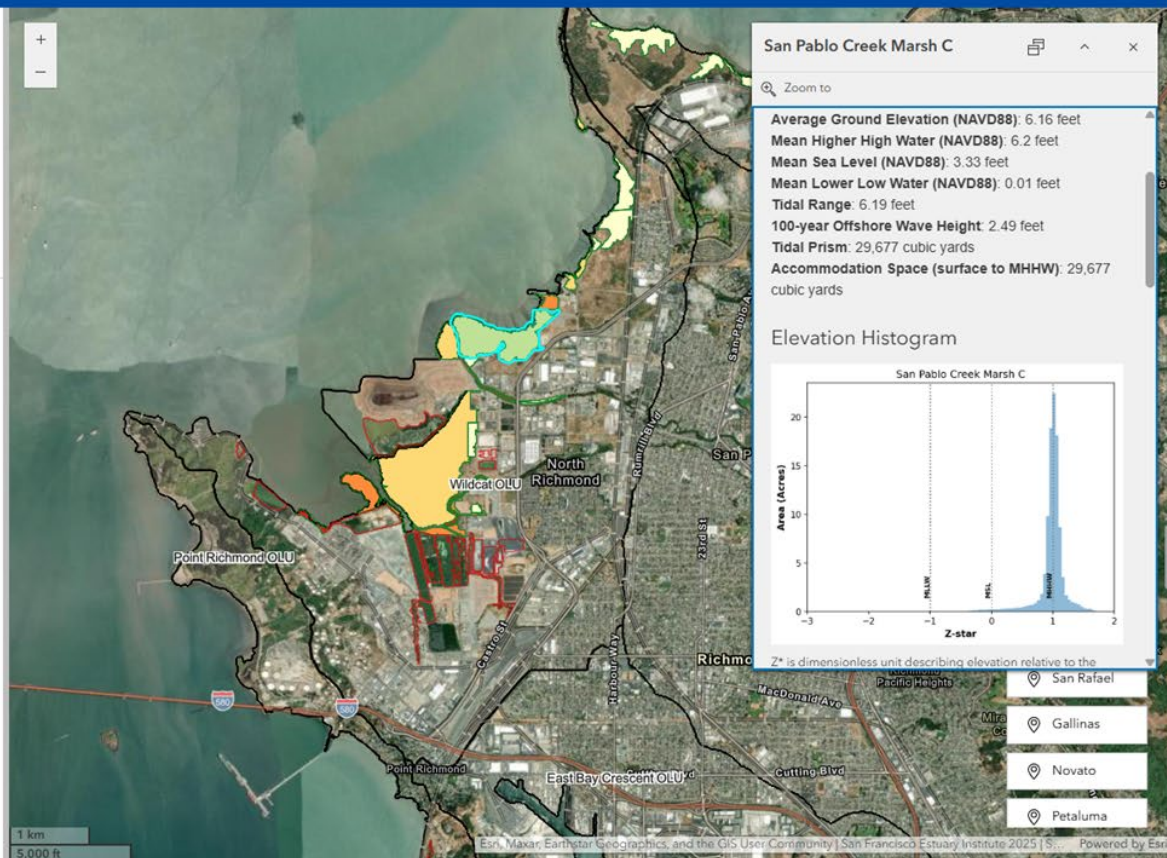 +
−
San Pablo Creek Marsh C
Zoom to
Average Ground Elevation (NAVD88): 6.16 feet
Mean Higher High Water (NAVD88): 6.2 feet
Mean Sea Level (NAVD88): 3.33 feet
Mean Lower Low Water (NAVD88): 0.01 feet
Tidal Range: 6.19 feet
100-year Offshore Wave Height: 2.49 feet
Tidal Prism: 29,677 cubic yards
Accommodation Space (surface to MHHW): 29,677
cubic yards
Elevation Histogram
San Pablo Creek Marsh C
Area (Acres)
20
15
10
5
0
MLLW
MSL
MHHW
−3 −2 −1 0 1 2
Z-star
Z* is dimensionless unit describing elevation relative to the
San Rafael
Gallinas
Novato
Petaluma
San Pablo A
Rumrill Blvd
San P
North
Richmond
Wildcat OLU
23rd St
Point Richmond OLU
Castro St
Harbour Way
Richmo
Pacific Heights
MacDonald Ave
Mira
Co
580
580
Point Richmond
East Bay Crescent OLU
vd
Cutting Blvd
1 km
5,000 ft
Esri, Maxar, Earthstar Geographics, and the GIS User Community | San Francisco Estuary Institute 2025 | S...
Powered by Esri